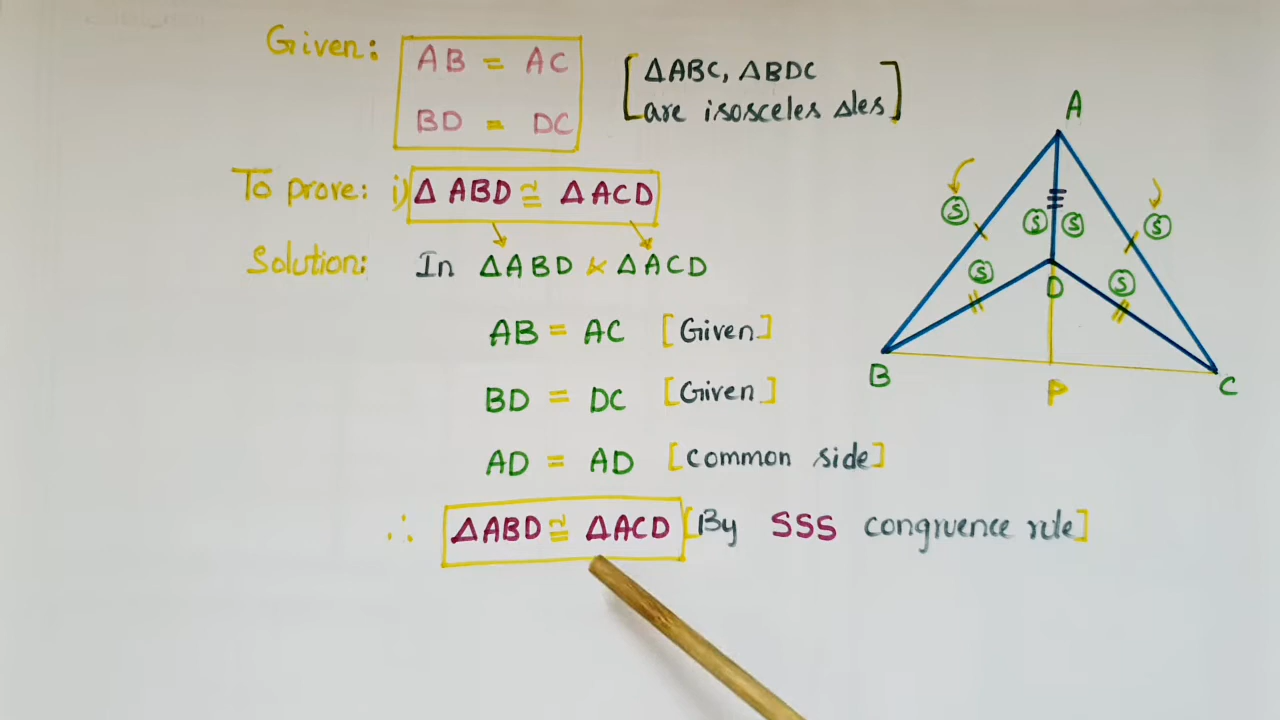 Given: AB = AC
BD = DC
[ΔABC, ΔBDC
are isosceles Δles]
To prove: i) ΔABD ≅ ΔACD
Solution: In ΔABD & ΔACD
AB = AC [Given]
BD = DC [Given]
AD = AD [common side]
∴ ΔABD ≅ ΔACD [By SSS congruence rule]
A
S S S S
S S
D
B P C